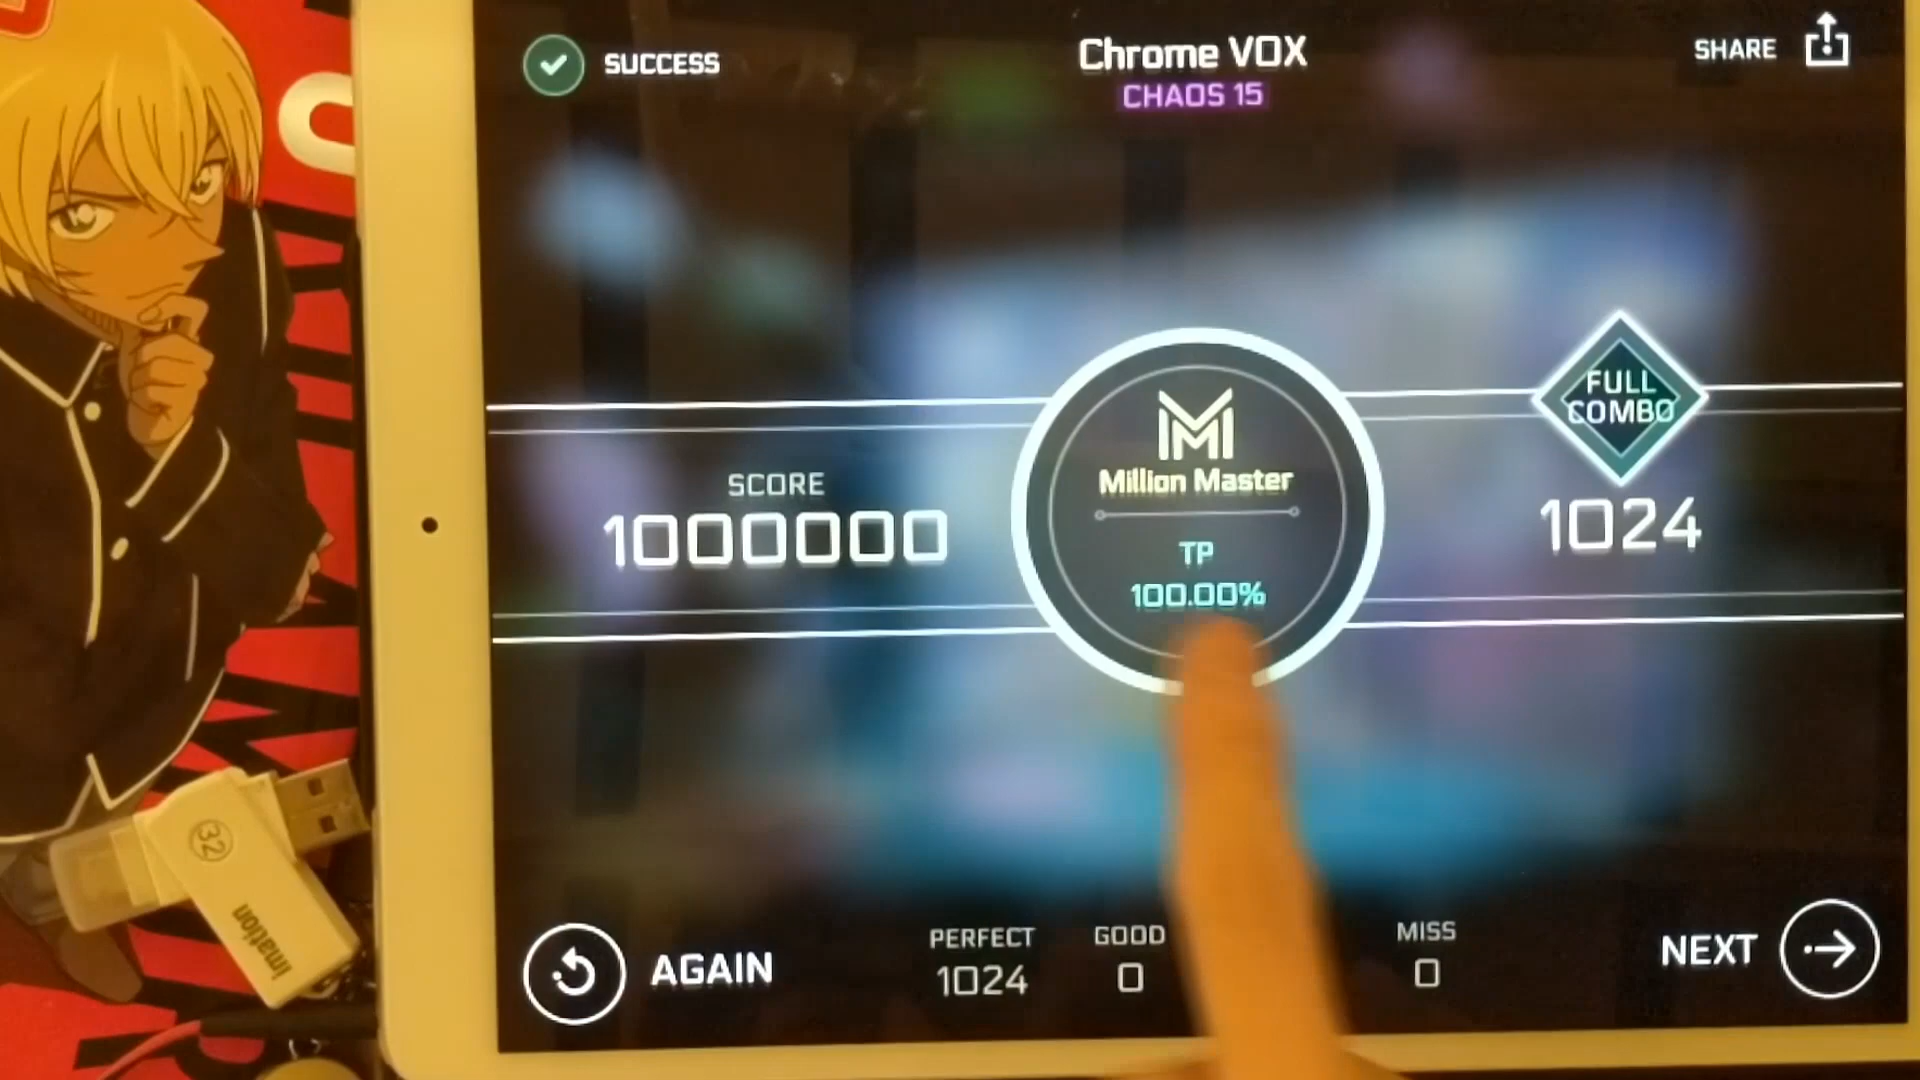 SUCCESS
Chrome VOX
CHAOS 15
SHARE
FULL
COMBO
1024
SCORE
1000000
Million Master
TP
100.00%
AGAIN
PERFECT
1024
GOOD
0
MISS
0
NEXT
32
imation